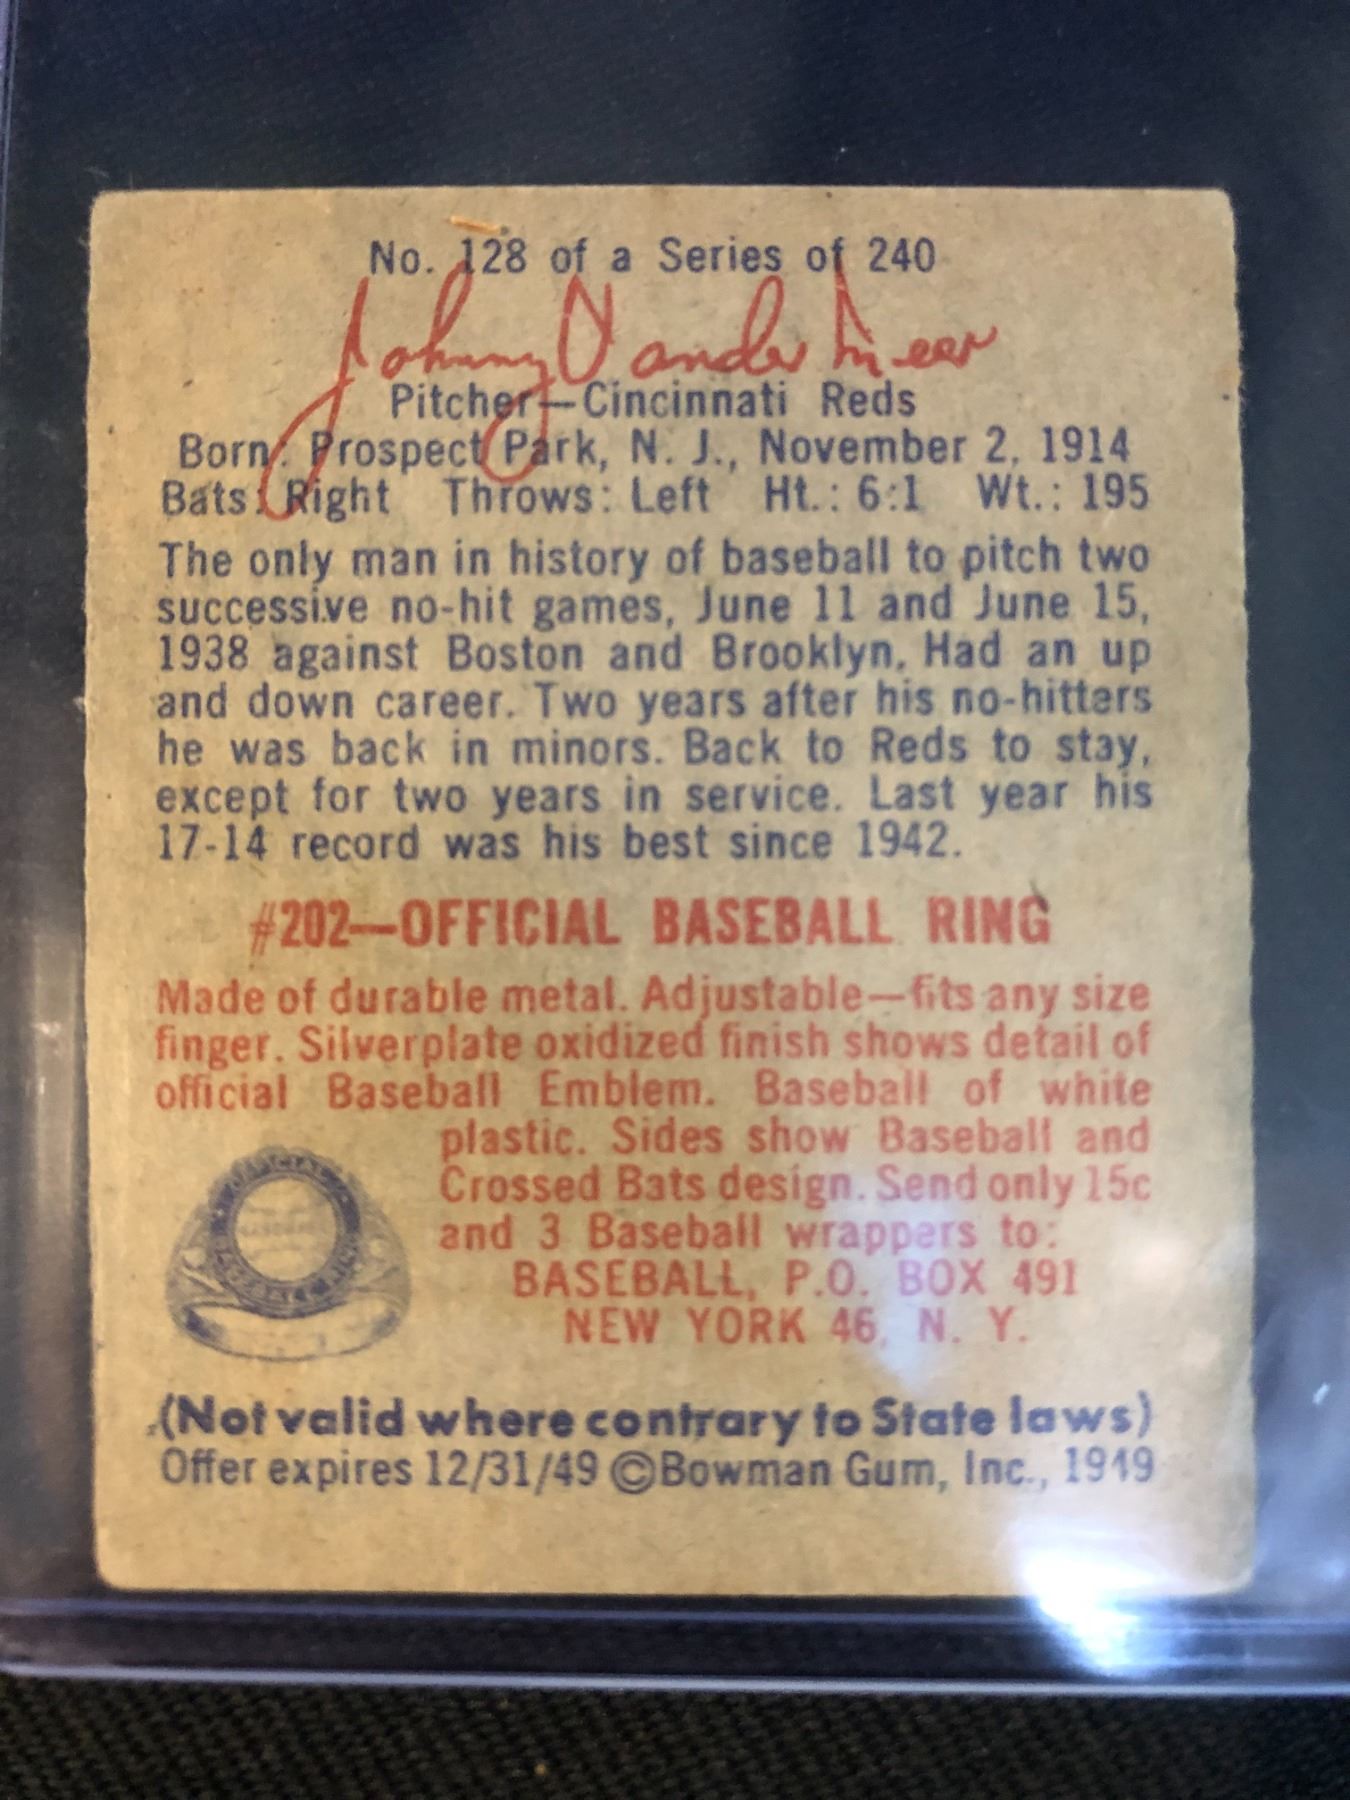 No. 128 of a Series of 240
Johnny Vander Meer
Pitcher—Cincinnati Reds
Born: Prospect Park, N. J., November 2, 1914
Bats: Right Throws: Left Ht.: 6:1 Wt.: 195
The only man in history of baseball to pitch two
successive no-hit games, June 11 and June 15,
1938 against Boston and Brooklyn. Had an up
and down career. Two years after his no-hitters
he was back in minors. Back to Reds to stay,
except for two years in service. Last year his
17-14 record was his best since 1942.
#202—OFFICIAL BASEBALL RING
Made of durable metal. Adjustable—fits any size
finger. Silverplate oxidized finish shows detail of
official Baseball Emblem. Baseball of white
plastic. Sides show Baseball and
Crossed Bats design. Send only 15c
and 3 Baseball wrappers to:
BASEBALL, P.O. BOX 491
NEW YORK 46, N. Y.
OFFICIAL
BASEBALL RING
(Not valid where contrary to State laws)
Offer expires 12/31/49 ©Bowman Gum, Inc., 1949